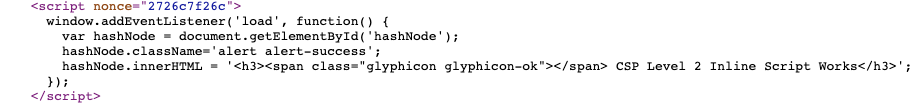 <script nonce="2726c7f26c">
window.addEventListener('load', function() {
var hashNode = document.getElementById('hashNode');
hashNode.className='alert alert-success';
hashNode.innerHTML = '<h3><span class="glyphicon glyphicon-ok"></span> CSP Level 2 Inline Script Works</h3>';
});
</script>